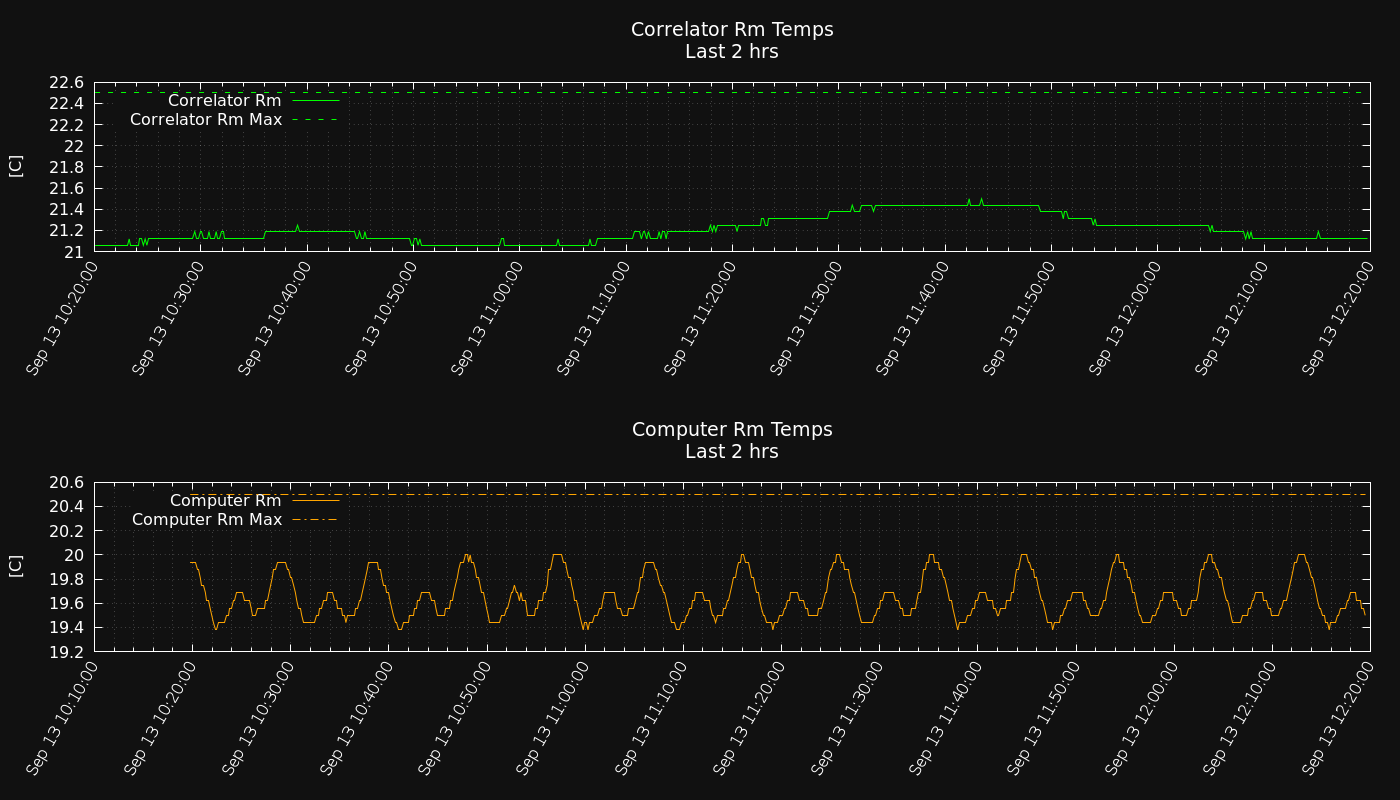 Correlator Rm Temps
Last 2 hrs
[C]
22.6
22.4
22.2
22
21.8
21.6
21.4
21.2
21
Correlator Rm
Correlator Rm Max
Sep 13 10:20:00
Sep 13 10:30:00
Sep 13 10:40:00
Sep 13 10:50:00
Sep 13 11:00:00
Sep 13 11:10:00
Sep 13 11:20:00
Sep 13 11:30:00
Sep 13 11:40:00
Sep 13 11:50:00
Sep 13 12:00:00
Sep 13 12:10:00
Sep 13 12:20:00
Computer Rm Temps
Last 2 hrs
[C]
20.6
20.4
20.2
20
19.8
19.6
19.4
19.2
Computer Rm
Computer Rm Max
Sep 13 10:10:00
Sep 13 10:20:00
Sep 13 10:30:00
Sep 13 10:40:00
Sep 13 10:50:00
Sep 13 11:00:00
Sep 13 11:10:00
Sep 13 11:20:00
Sep 13 11:30:00
Sep 13 11:40:00
Sep 13 11:50:00
Sep 13 12:00:00
Sep 13 12:10:00
Sep 13 12:20:00